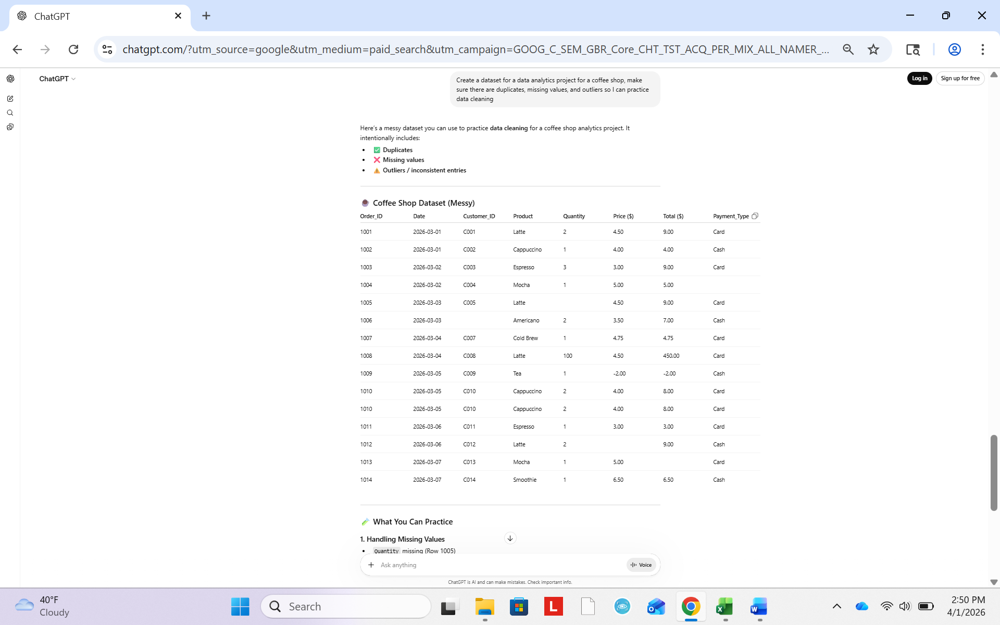 ChatGPT
chatgpt.com/?utm_source=google&utm_medium=paid_search&utm_campaign=GOOG_C_SEM_GBR_Core_CHT_TST_ACQ_PER_MIX_ALL_NAMER_...
ChatGPT
Log in
Sign up for free
Create a dataset for a data analytics project for a coffee shop, make
sure there are duplicates, missing values, and outliers so I can practice
data cleaning
Here's a messy dataset you can use to practice data cleaning for a coffee shop analytics project. It
intentionally includes:
• ✅ Duplicates
• ❌ Missing values
• ⚠️ Outliers / inconsistent entries
Coffee Shop Dataset (Messy)
Order_ID Date Customer_ID Product Quantity Price ($) Total ($) Payment_Type
1001 2026-03-01 C001 Latte 2 4.50 9.00 Card
1002 2026-03-01 C002 Cappuccino 1 4.00 4.00 Cash
1003 2026-03-02 C003 Espresso 3 3.00 9.00 Card
1004 2026-03-02 C004 Mocha 1 5.00 5.00
1005 2026-03-03 C005 Latte 4.50 9.00 Card
1006 2026-03-03 Americano 2 3.50 7.00 Cash
1007 2026-03-04 C007 Cold Brew 1 4.75 4.75 Card
1008 2026-03-04 C008 Latte 100 4.50 450.00 Card
1009 2026-03-05 C009 Tea 1 -2.00 -2.00 Cash
1010 2026-03-05 C010 Cappuccino 2 4.00 8.00 Card
1010 2026-03-05 C010 Cappuccino 2 4.00 8.00 Card
1011 2026-03-06 C011 Espresso 1 3.00 3.00 Card
1012 2026-03-06 C012 Latte 2 9.00 Cash
1013 2026-03-07 C013 Mocha 1 5.00 Card
1014 2026-03-07 C014 Smoothie 1 6.50 6.50 Cash
What You Can Practice
1. Handling Missing Values
• Quantity missing (Row 1005)
Ask anything
Voice
ChatGPT is AI and can make mistakes. Check important info.
40°F
Cloudy
Search
L
2:50 PM
4/1/2026